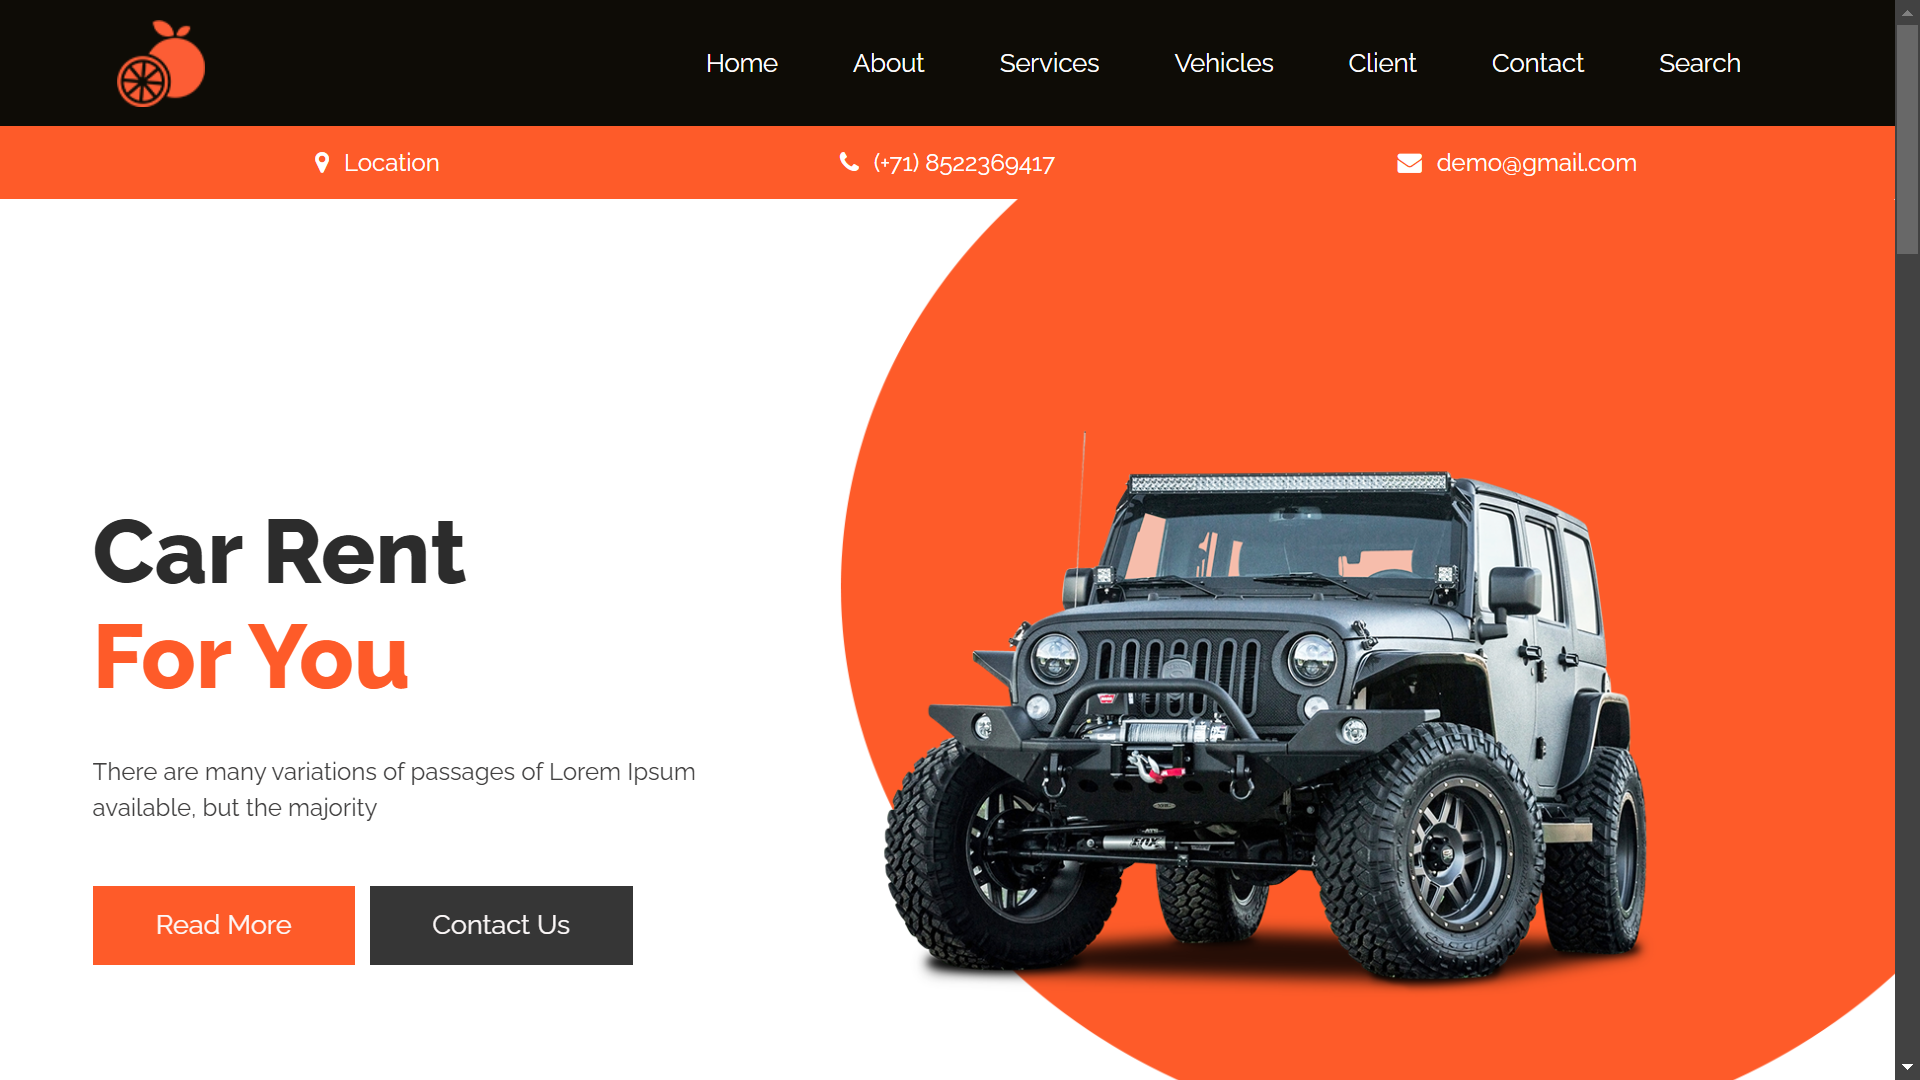 Home About Services Vehicles Client Contact Search
Location (+71) 8522369417 demo@gmail.com
Car Rent
For You
There are many variations of passages of Lorem Ipsum
available, but the majority
Read More Contact Us
FOX